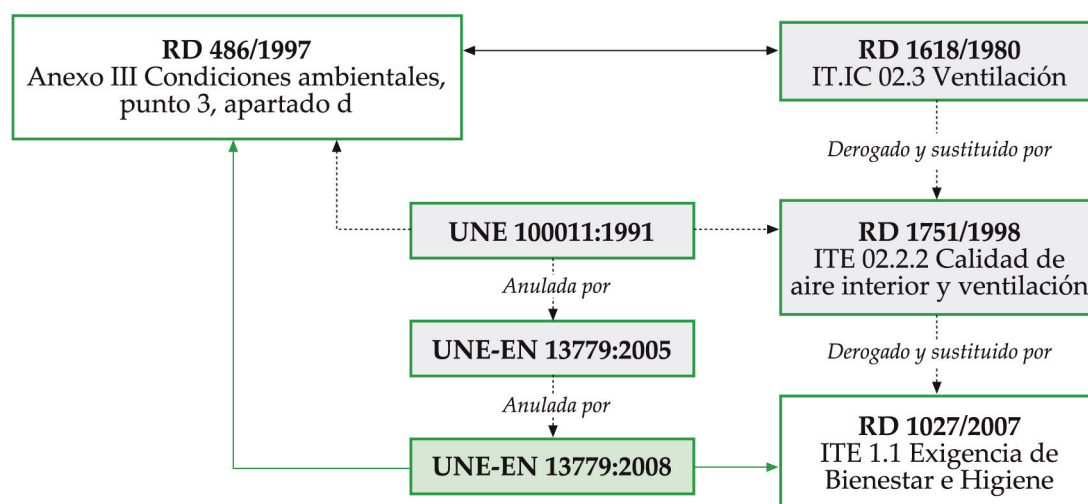 RD 486/1997
Anexo III Condiciones ambientales,
punto 3, apartado d
RD 1618/1980
IT.IC 02.3 Ventilación
Derogado y sustituido por
UNE 100011:1991
RD 1751/1998
ITE 02.2.2 Calidad de
aire interior y ventilación
Anulada por
UNE-EN 13779:2005
Derogado y sustituido por
Anulada por
UNE-EN 13779:2008
RD 1027/2007
ITE 1.1 Exigencia de
Bienestar e Higiene